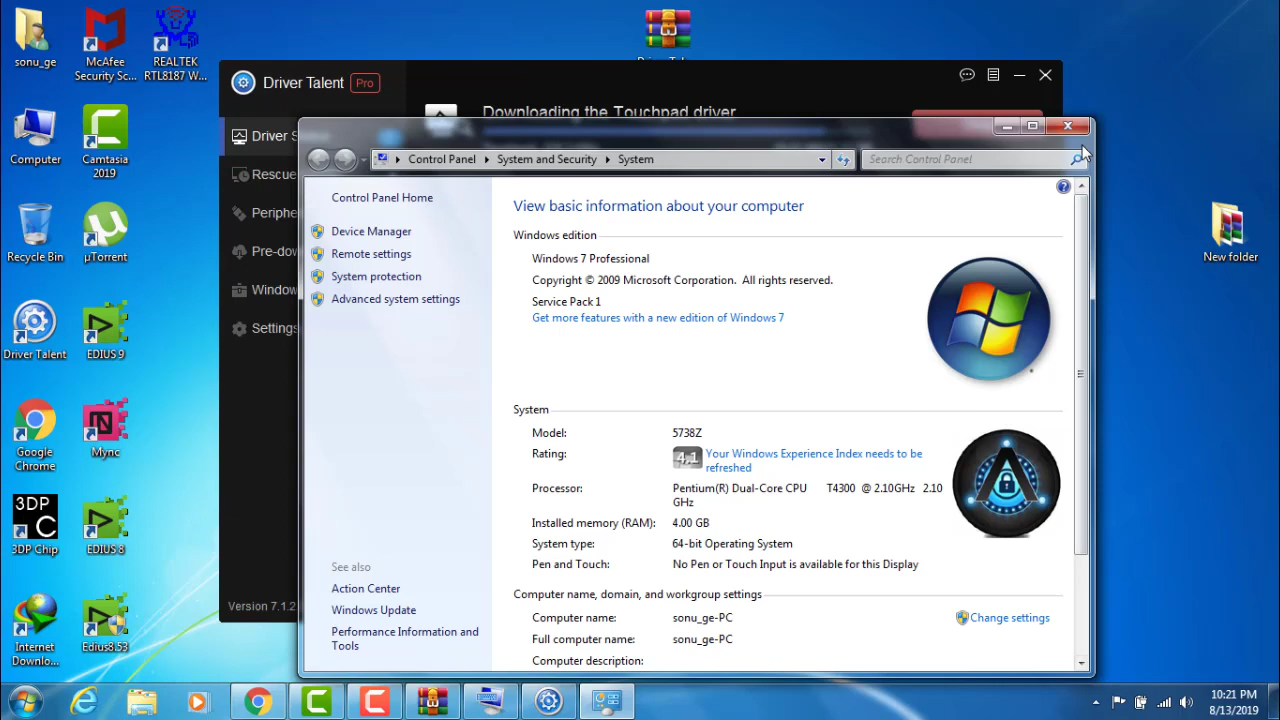 sonu_ge
McAfee
Security Sc...
REALTEK
RTL8187 W...
Computer
Camtasia
2019
Recycle Bin
µTorrent
Driver Talent
EDIUS 9
Google
Chrome
Mync
3DP
C
3DP Chip
EDIUS 8
Internet
Downlo...
Edius8.53
New folder
Driver Talent
Pro
Downloading the Touchpad driver
Driver S
Rescue
Periphe
Pre-dow
Window
Settings
Version 7.1.2
Control Panel
System and Security
System
Search Control Panel
Control Panel Home
Device Manager
Remote settings
System protection
Advanced system settings
See also
Action Center
Windows Update
Performance Information and
Tools
View basic information about your computer
Windows edition
Windows 7 Professional
Copyright © 2009 Microsoft Corporation. All rights reserved.
Service Pack 1
Get more features with a new edition of Windows 7
System
Model: 5738Z
Rating: 4.1 Your Windows Experience Index needs to be
refreshed
Processor: Pentium(R) Dual-Core CPU T4300 @ 2.10GHz 2.10
GHz
Installed memory (RAM): 4.00 GB
System type: 64-bit Operating System
Pen and Touch: No Pen or Touch Input is available for this Display
Computer name, domain, and workgroup settings
Computer name: sonu_ge-PC
Change settings
Full computer name: sonu_ge-PC
Computer description:
10:21 PM
8/13/2019